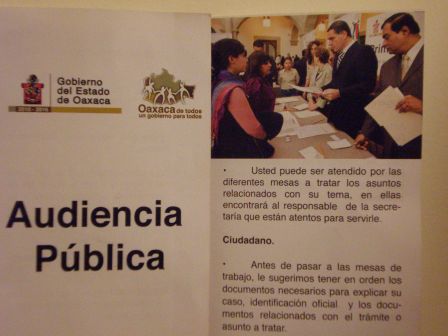 Gobierno
del Estado
de Oaxaca
2010 - 2016
Oaxaca de todos
un gobierno para todos
Audiencia
Pública
• Usted puede ser atendido por las
diferentes mesas a tratar los asuntos
relacionados con su tema, en ellas
encontrará al responsable de la secre-
taría que están atentos para servirle.
Ciudadano.
• Antes de pasar a las mesas de
trabajo, le sugerimos tener en orden los
documentos necesarios para explicar su
caso, identificación oficial y los docu-
mentos relacionados con el trámite o
asunto a tratar.